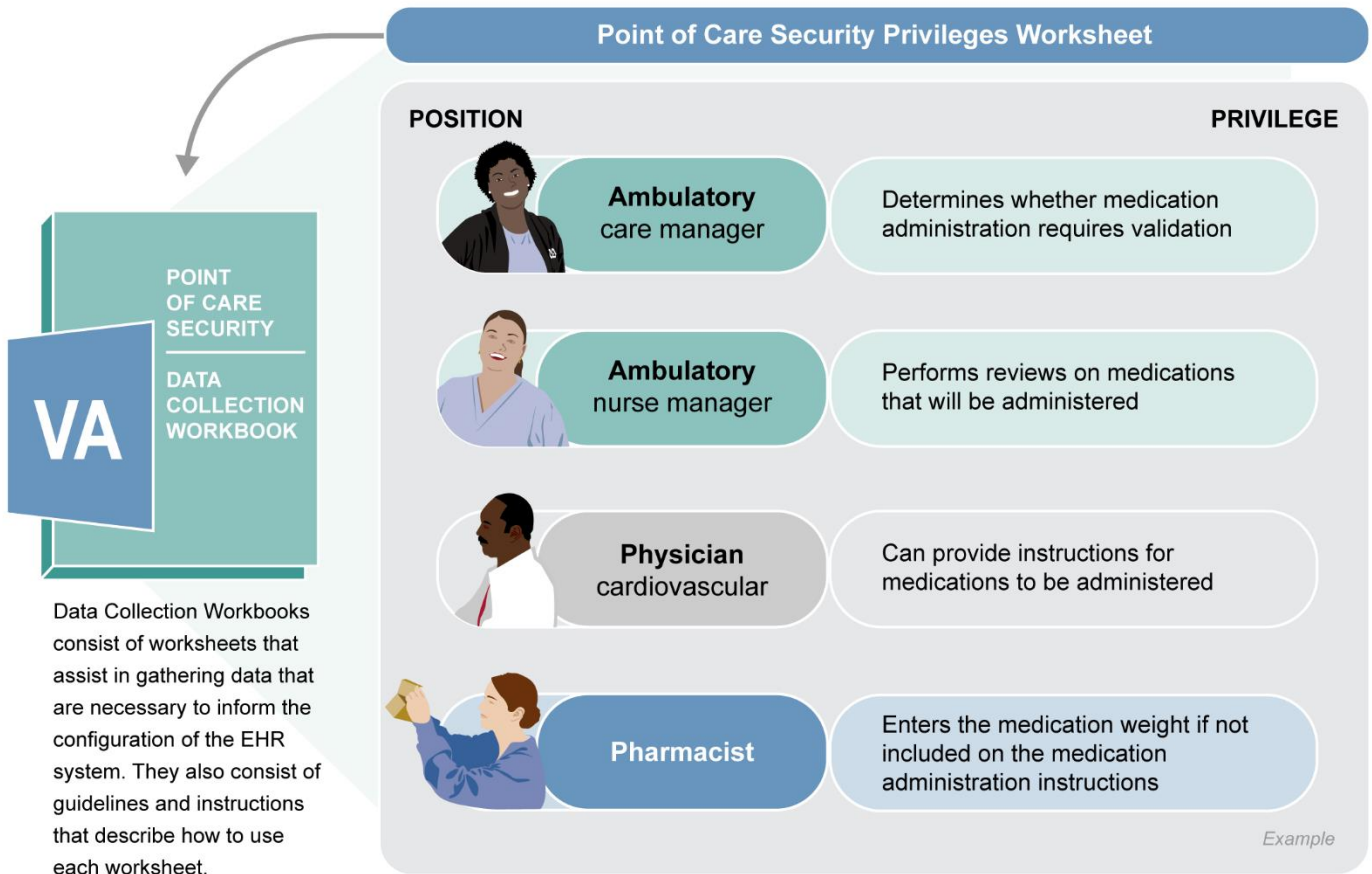 Point of Care Security Privileges Worksheet
POSITION
PRIVILEGE
Ambulatory
care manager
Determines whether medication
administration requires validation
Ambulatory
nurse manager
Performs reviews on medications
that will be administered
Physician
cardiovascular
Can provide instructions for
medications to be administered
Pharmacist
Enters the medication weight if not
included on the medication
administration instructions
Example
VA
POINT
OF CARE
SECURITY
DATA
COLLECTION
WORKBOOK
Data Collection Workbooks
consist of worksheets that
assist in gathering data that
are necessary to inform the
configuration of the EHR
system. They also consist of
guidelines and instructions
that describe how to use
each worksheet.